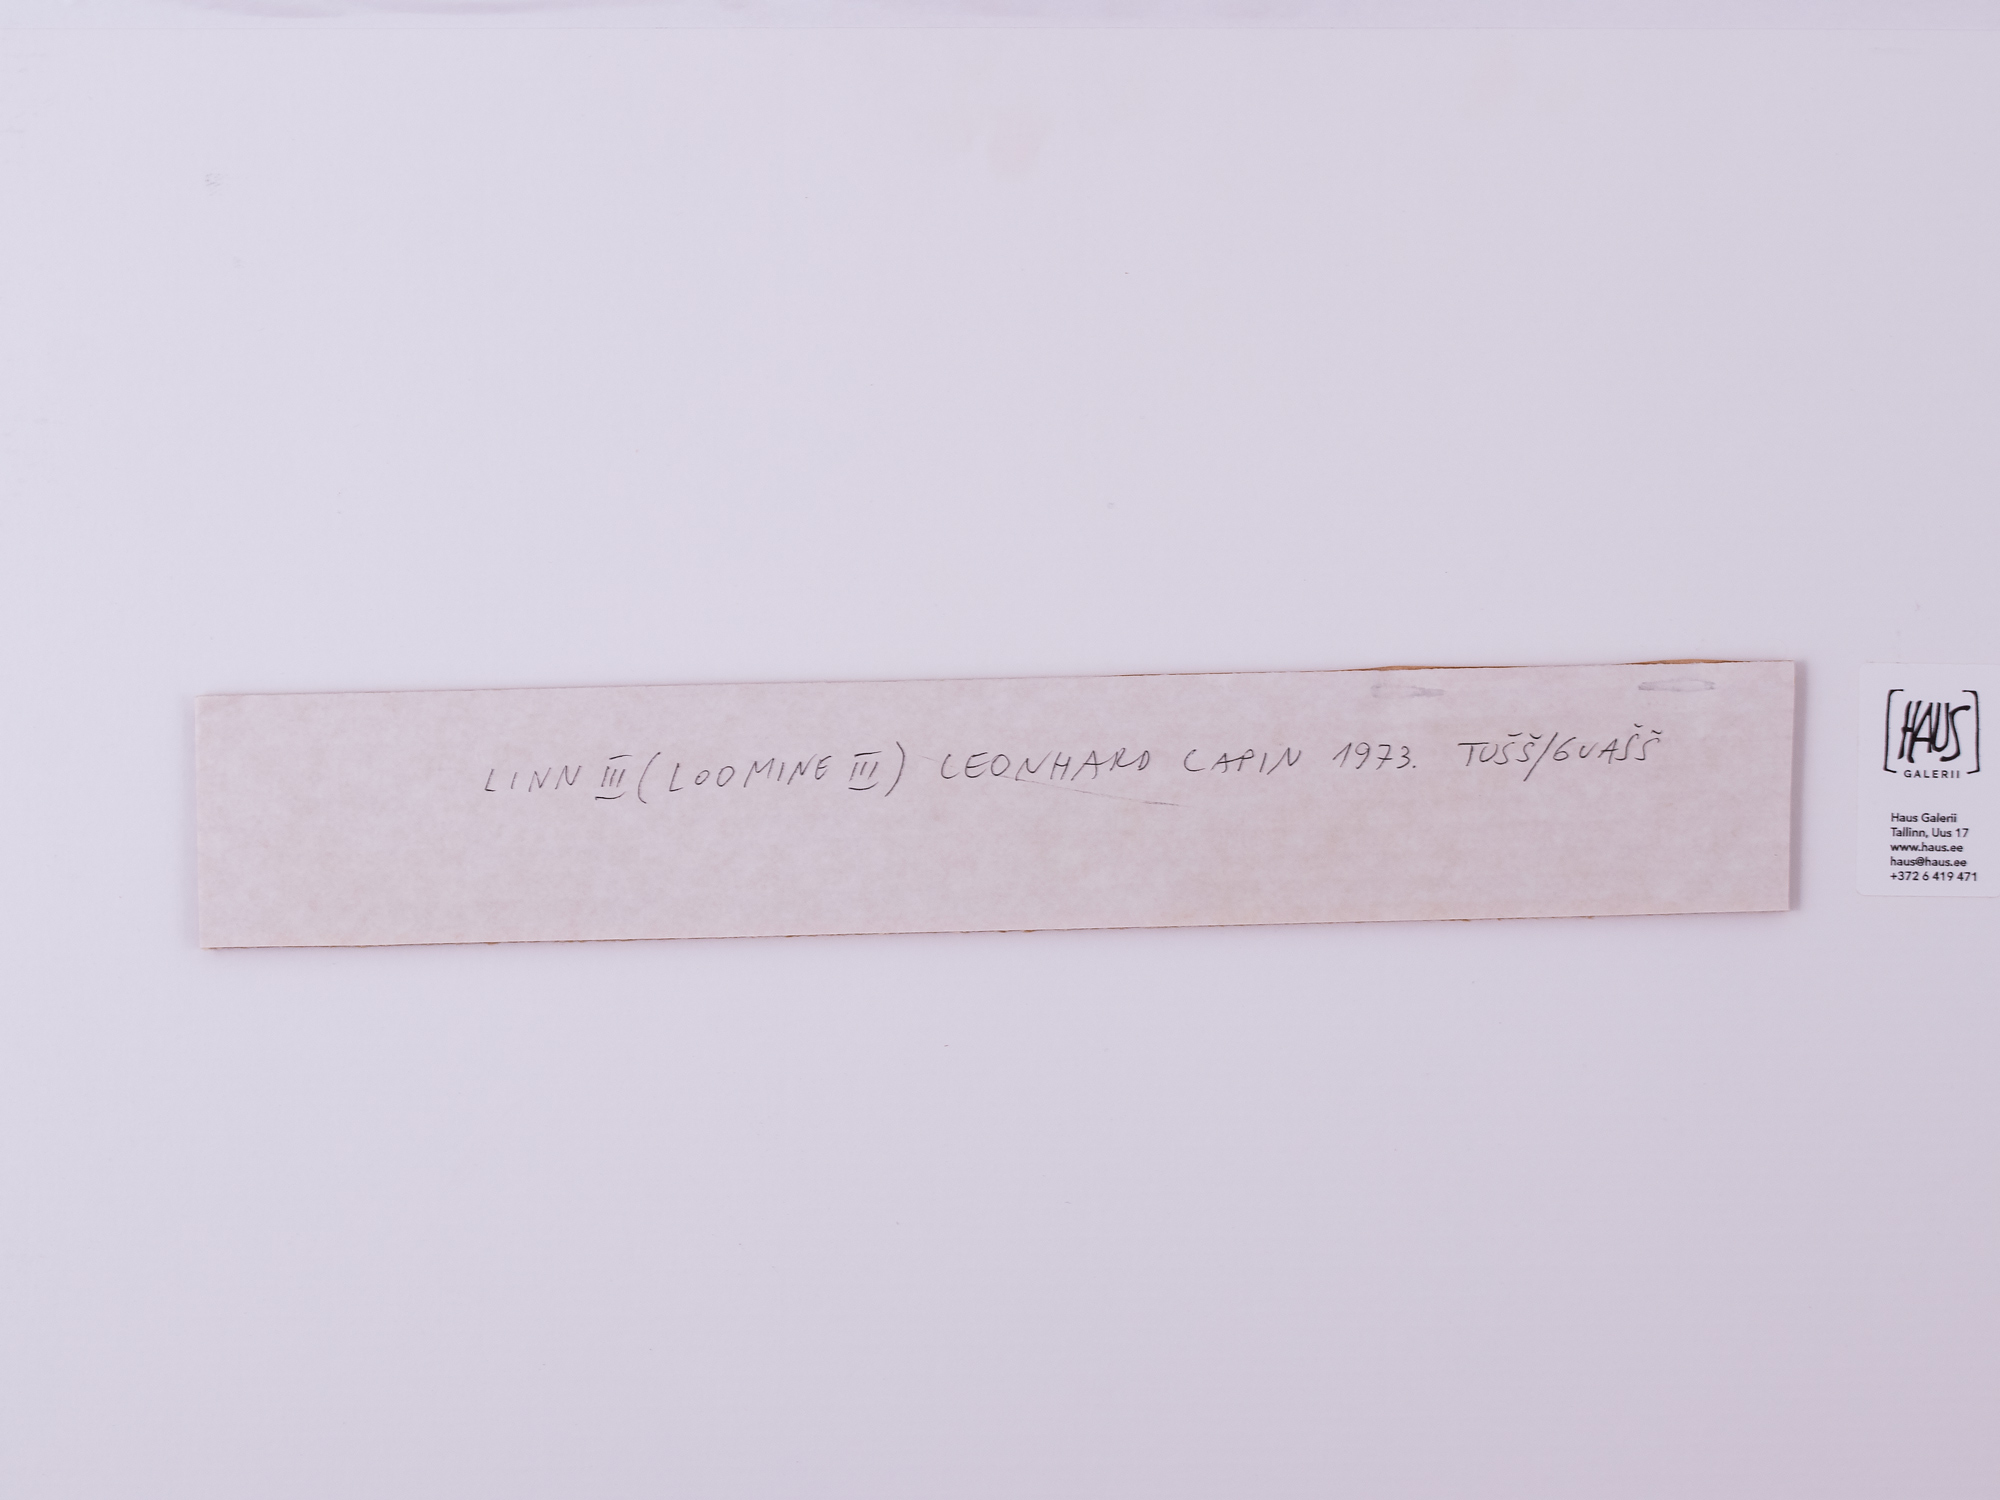 LINN III (LOOMINE III) LEONHARD LAPIN 1973. TUŠŠ/GUAŠŠ
[HAUS]
GALERII
Haus Galerii
Tallinn, Uus 17
www.haus.ee
haus@haus.ee
+372 6 419 471